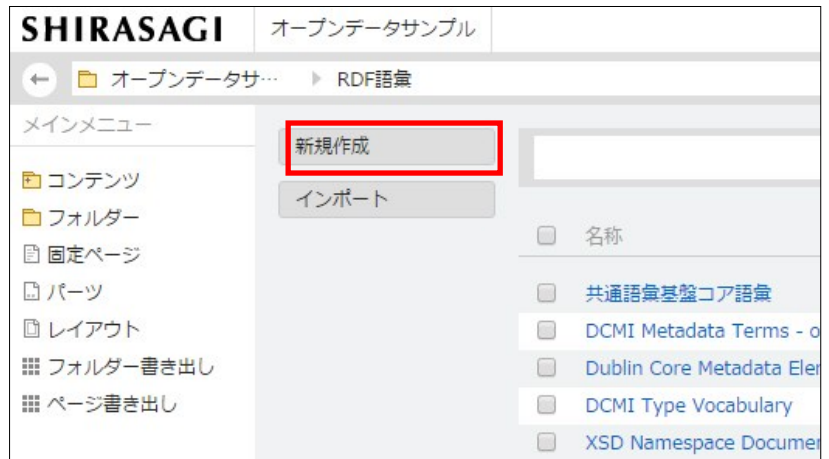 SHIRASAGI オープンデータサンプル
オープンデータサ… RDF語彙
メインメニュー
コンテンツ
フォルダー
固定ページ
パーツ
レイアウト
フォルダー書き出し
ページ書き出し
新規作成
インポート
名称
共通語彙基盤コア語彙
DCMI Metadata Terms - o
Dublin Core Metadata Eler
DCMI Type Vocabulary
XSD Namespace Documer